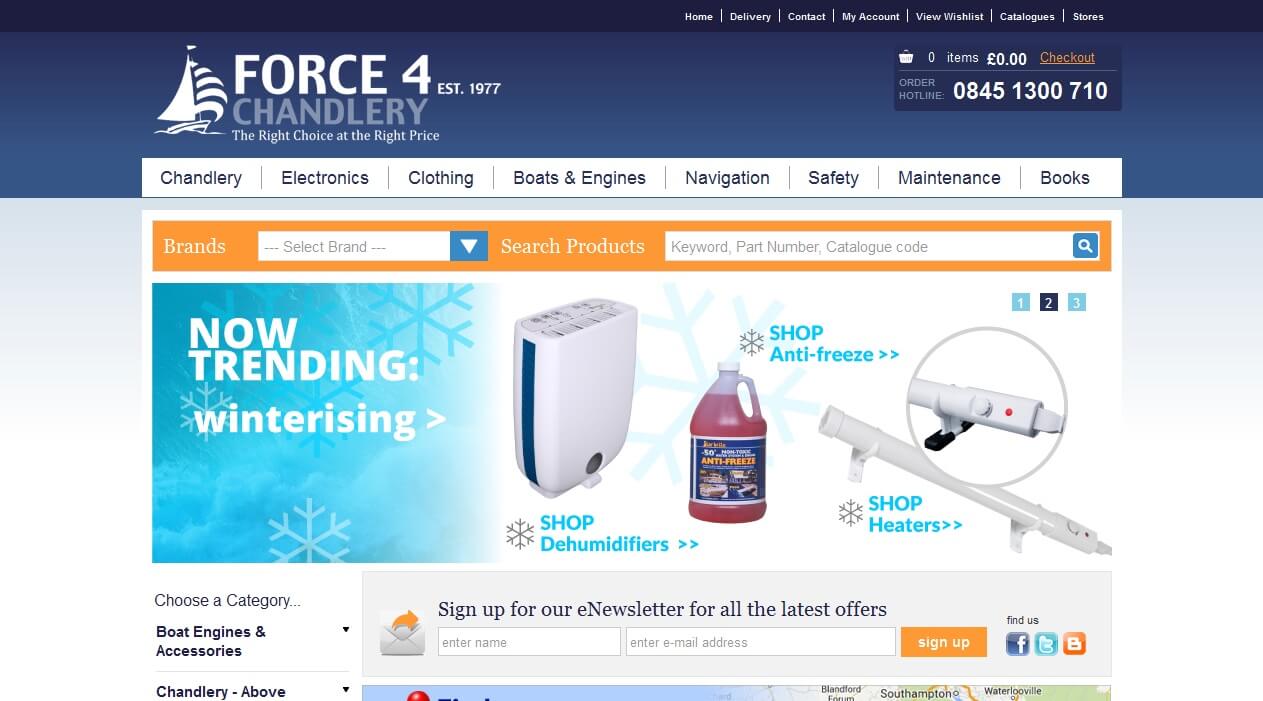 Home
Delivery
Contact
My Account
View Wishlist
Catalogues
Stores
FORCE 4 EST. 1977
CHANDLERY
The Right Choice at the Right Price
0 items £0.00 Checkout
ORDER
HOTLINE: 0845 1300 710
Chandlery
Electronics
Clothing
Boats & Engines
Navigation
Safety
Maintenance
Books
Brands
--- Select Brand ---
Search Products
Keyword, Part Number, Catalogue code
1 2 3
NOW
TRENDING:
winterising >
SHOP
Anti-freeze >>
Star brite
-50°
NON-TOXIC
ANTI-FREEZE
SHOP
Dehumidifiers >>
SHOP
Heaters>>
Choose a Category...
Boat Engines &
Accessories
Chandlery - Above
Sign up for our eNewsletter for all the latest offers
enter name
enter e-mail address
sign up
find us
Blandford
Forum
Southampton
Waterlooville